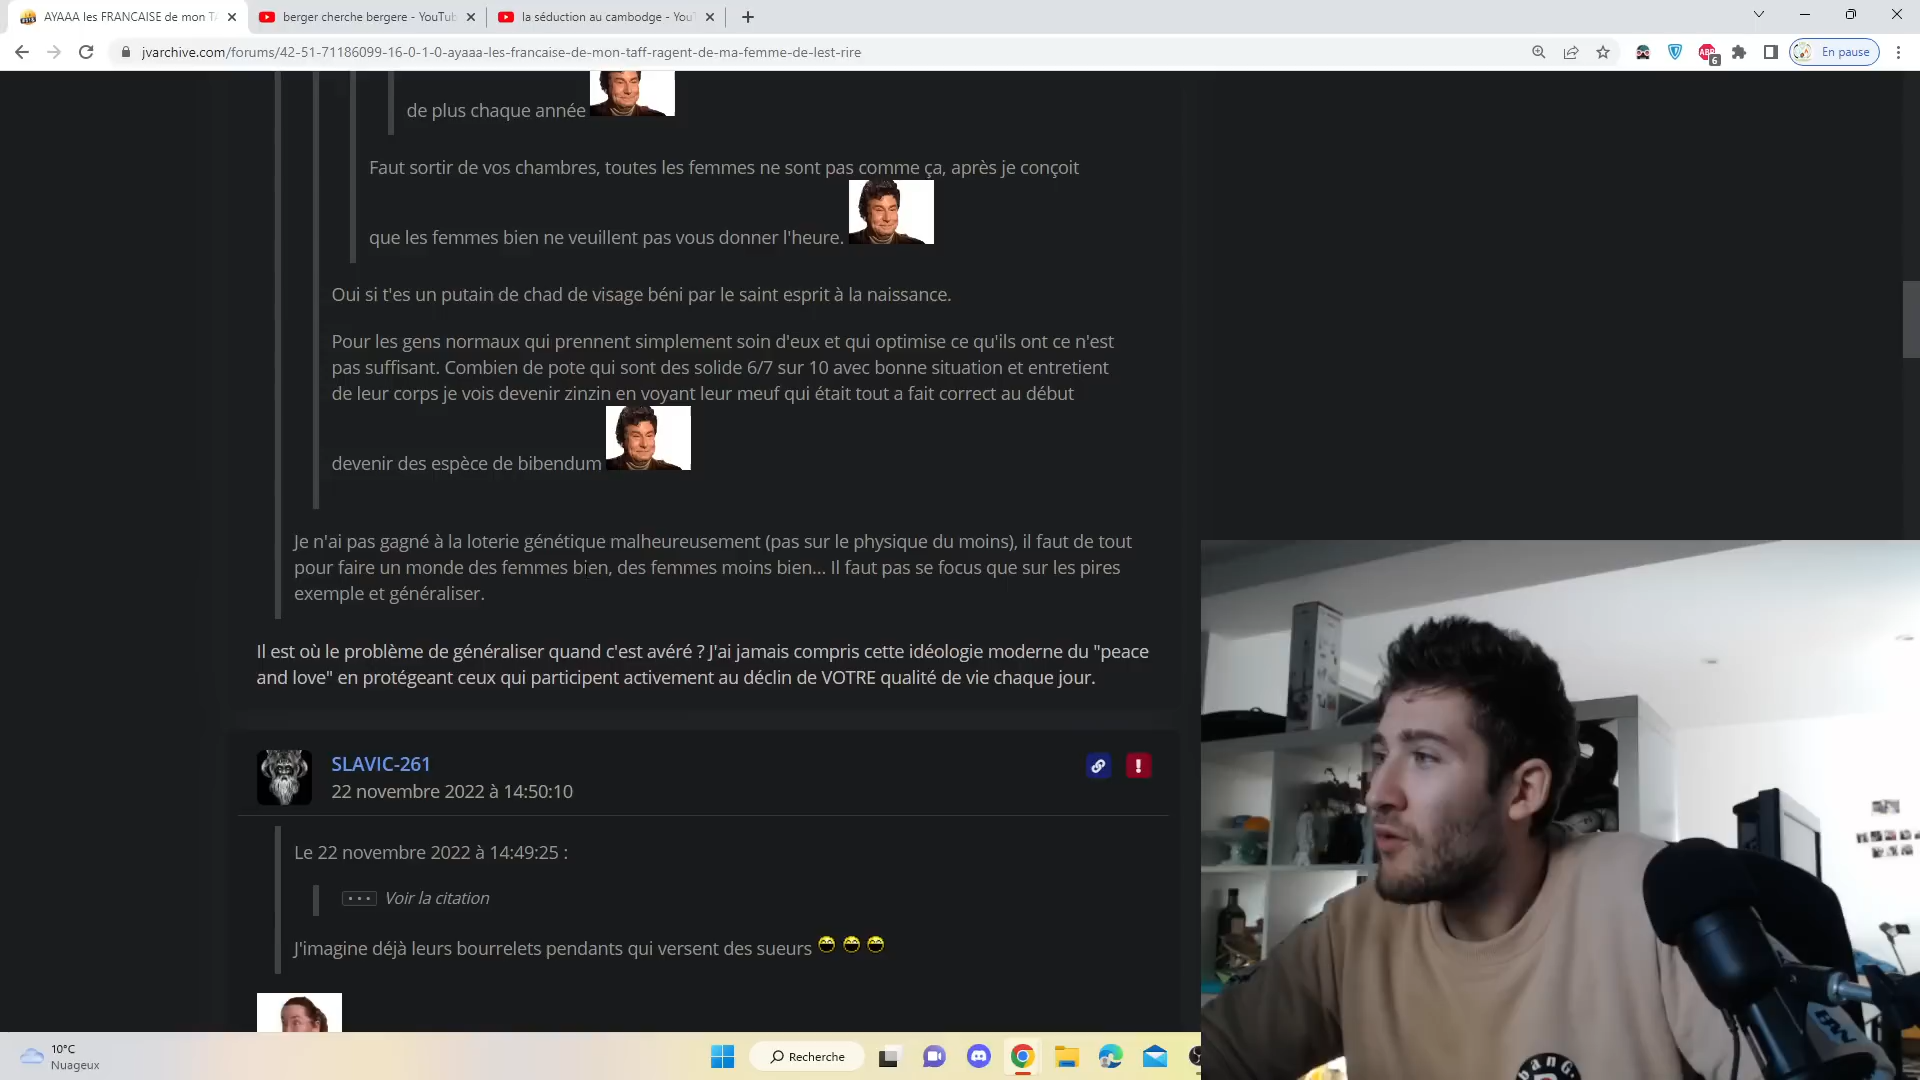 AYAAA les FRANCAISE de mon TA
berger cherche bergere - YouTub
la séduction au cambodge - You
jvarchive.com/forums/42-51-71186099-16-0-1-0-ayaaa-les-francaise-de-mon-taff-ragent-de-ma-femme-de-lest-rire
ABP
6
En pause
de plus chaque année
Faut sortir de vos chambres, toutes les femmes ne sont pas comme ça, après je conçoit
que les femmes bien ne veuillent pas vous donner l'heure.
Oui si t'es un putain de chad de visage béni par le saint esprit à la naissance.
Pour les gens normaux qui prennent simplement soin d'eux et qui optimise ce qu'ils ont ce n'est
pas suffisant. Combien de pote qui sont des solide 6/7 sur 10 avec bonne situation et entretient
de leur corps je vois devenir zinzin en voyant leur meuf qui était tout a fait correct au début
devenir des espèce de bibendum
Je n'ai pas gagné à la loterie génétique malheureusement (pas sur le physique du moins), il faut de tout
pour faire un monde des femmes bien, des femmes moins bien... Il faut pas se focus que sur les pires
exemple et généraliser.
Il est où le problème de généraliser quand c'est avéré ? J'ai jamais compris cette idéologie moderne du "peace
and love" en protégeant ceux qui participent activement au déclin de VOTRE qualité de vie chaque jour.
SLAVIC-261
22 novembre 2022 à 14:50:10
Le 22 novembre 2022 à 14:49:25 :
Voir la citation
J'imagine déjà leurs bourrelets pendants qui versent des sueurs
10°C
Nuageux
Recherche